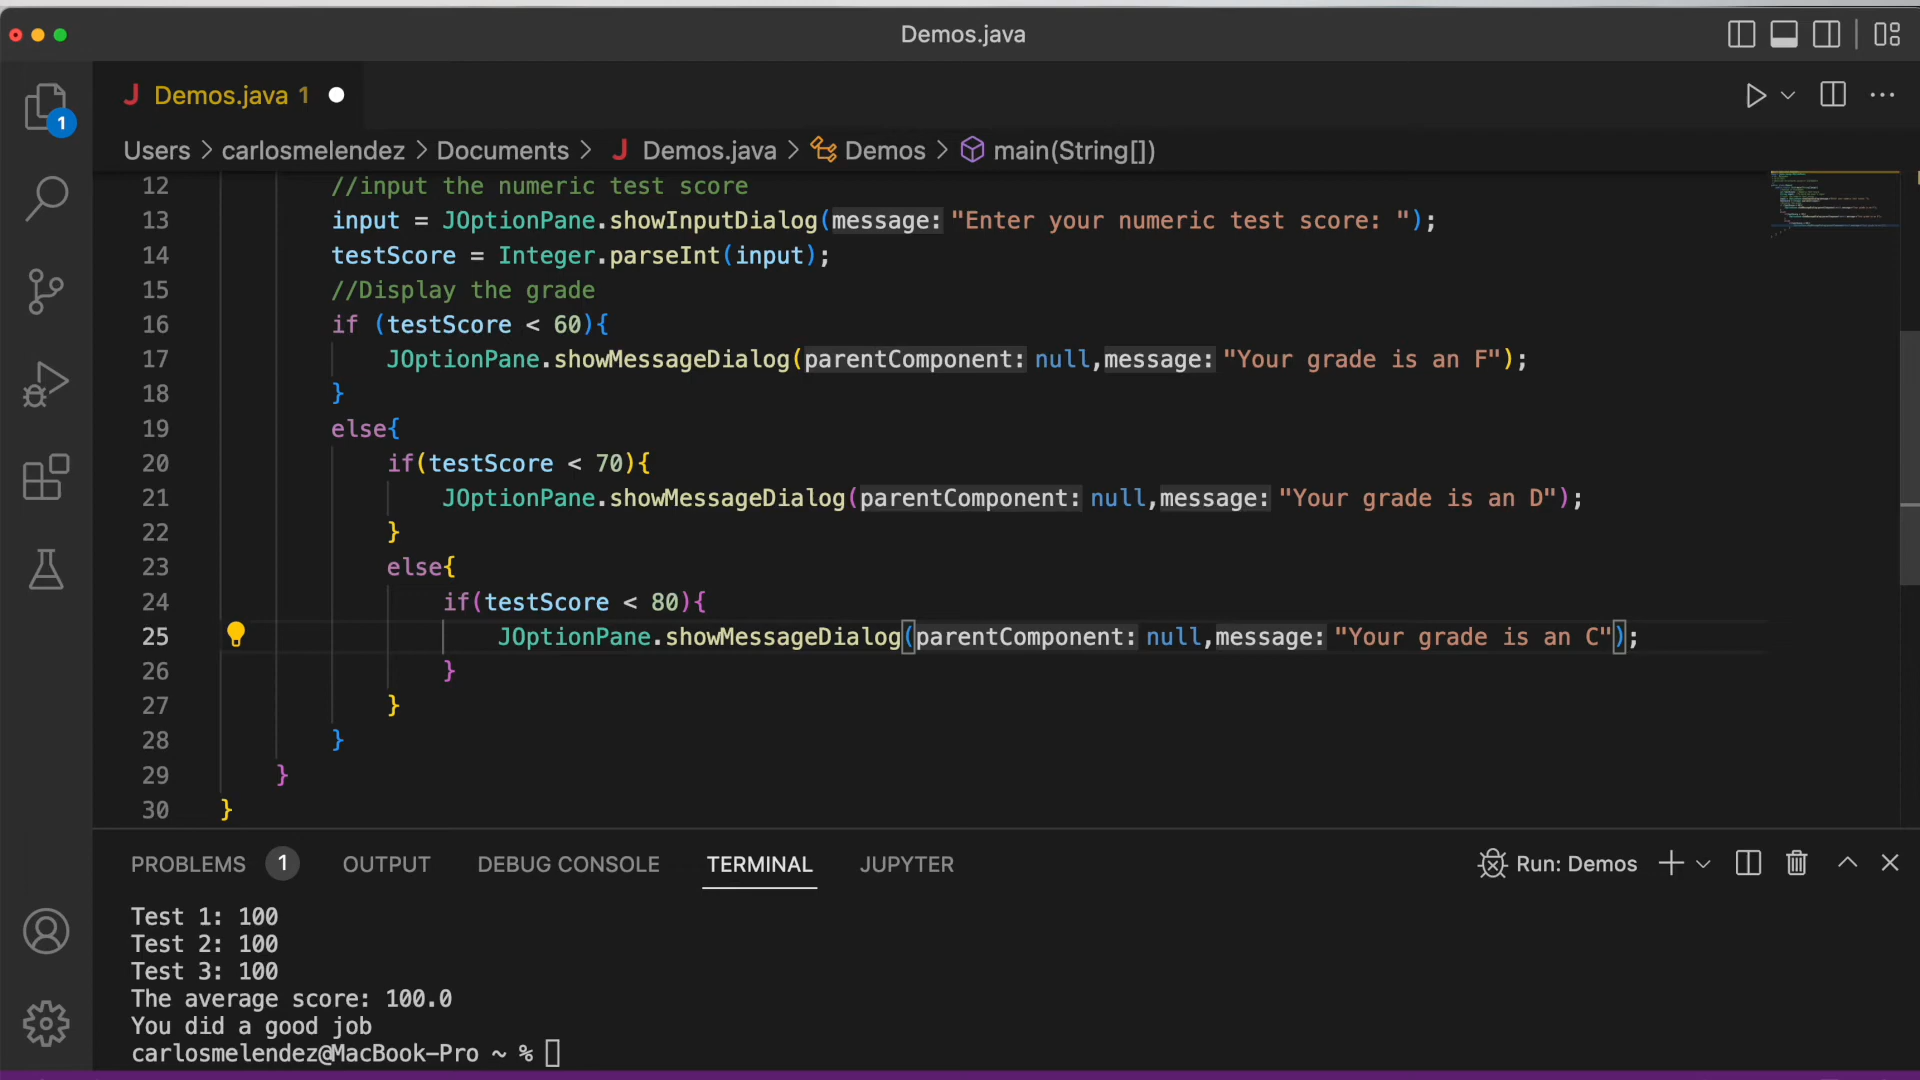 Demos.java
J Demos.java 1
1
Users > carlosmelendez > Documents > J Demos.java > Demos > main(String[])
12 //input the numeric test score
13 input = JOptionPane.showInputDialog(message:"Enter your numeric test score: ");
14 testScore = Integer.parseInt(input);
15 //Display the grade
16 if (testScore < 60){
17 JOptionPane.showMessageDialog(parentComponent:null,message:"Your grade is an F");
18 }
19 else{
20 if(testScore < 70){
21 JOptionPane.showMessageDialog(parentComponent:null,message:"Your grade is an D");
22 }
23 else{
24 if(testScore < 80){
25 JOptionPane.showMessageDialog(parentComponent:null,message:"Your grade is an C");
26 }
27 }
28 }
29 }
30 }
PROBLEMS 1 OUTPUT DEBUG CONSOLE TERMINAL JUPYTER Run: Demos
Test 1: 100
Test 2: 100
Test 3: 100
The average score: 100.0
You did a good job
carlosmelendez@MacBook-Pro ~ %